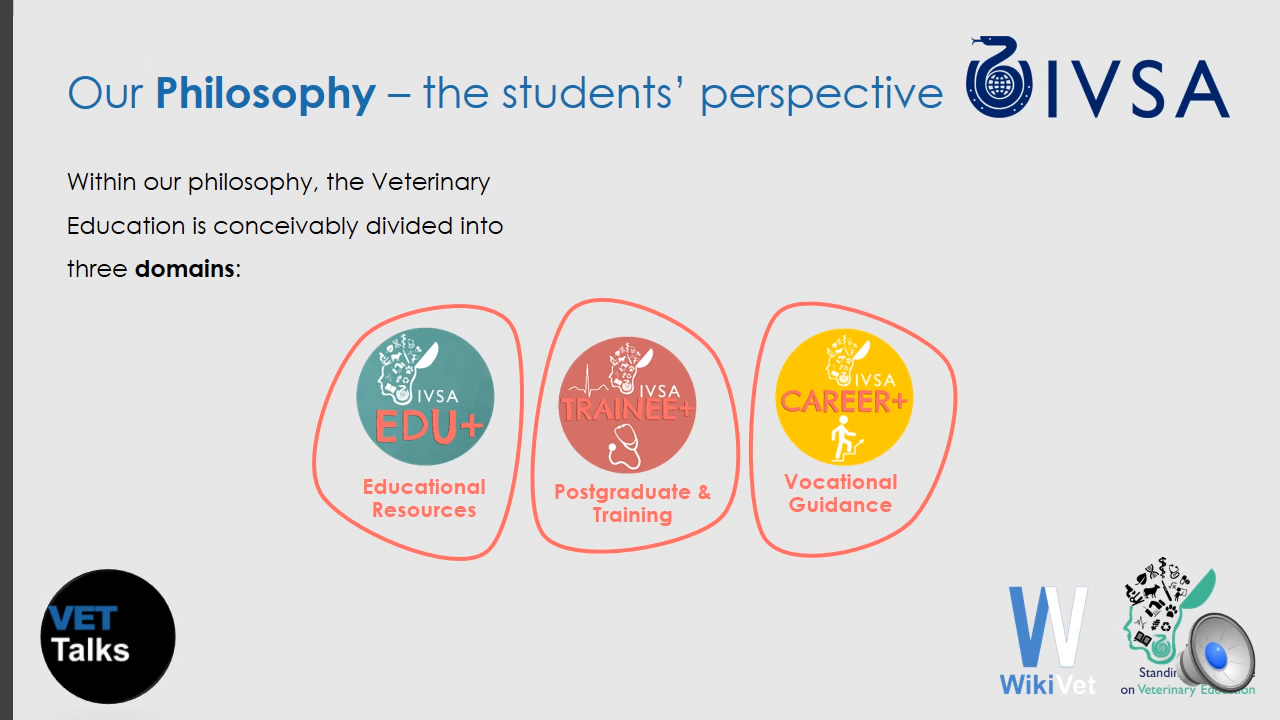 Our Philosophy – the students’ perspective
IVSA
Within our philosophy, the Veterinary
Education is conceivably divided into
three domains:
IVSA
EDU+
Educational
Resources
IVSA
TRAINEE+
Postgraduate &
Training
IVSA
CAREER+
Vocational
Guidance
VET
Talks
W
WikiVet
on Veterinary Education